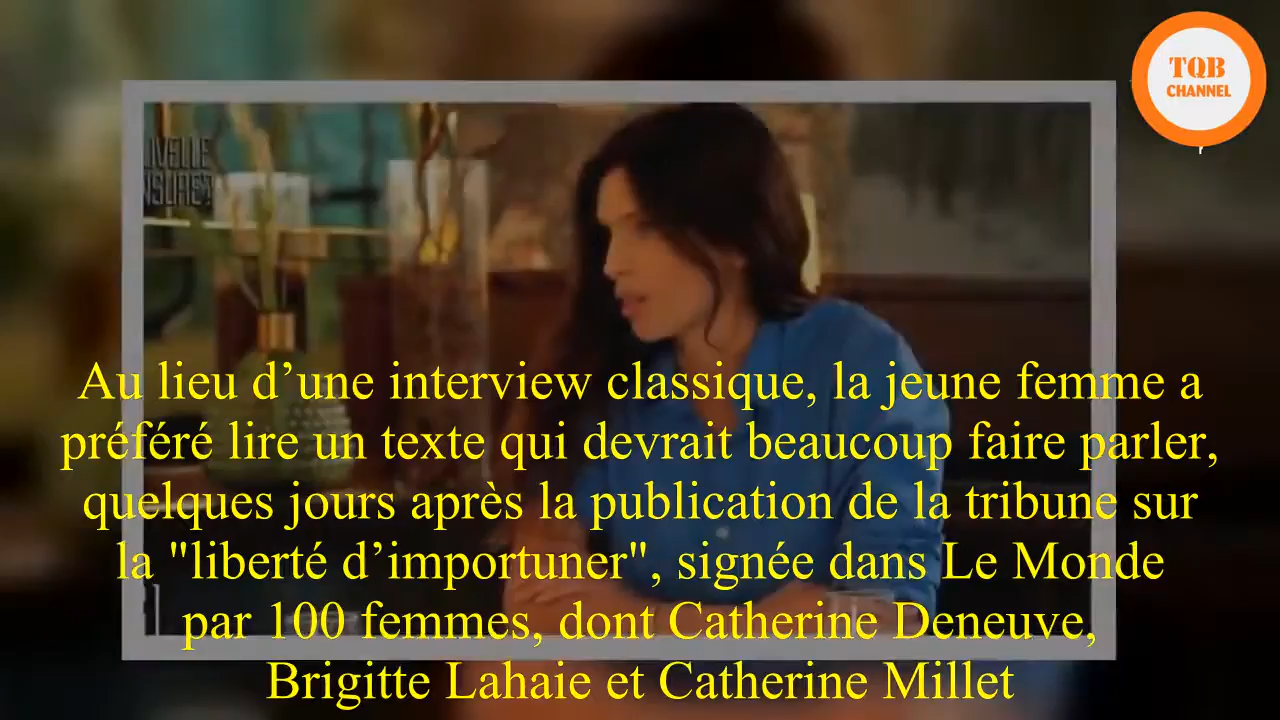 TQB
CHANNEL
Au lieu d’une interview classique, la jeune femme a
préféré lire un texte qui devrait beaucoup faire parler,
quelques jours après la publication de la tribune sur
la "liberté d’importuner", signée dans Le Monde
par 100 femmes, dont Catherine Deneuve,
Brigitte Lahaie et Catherine Millet